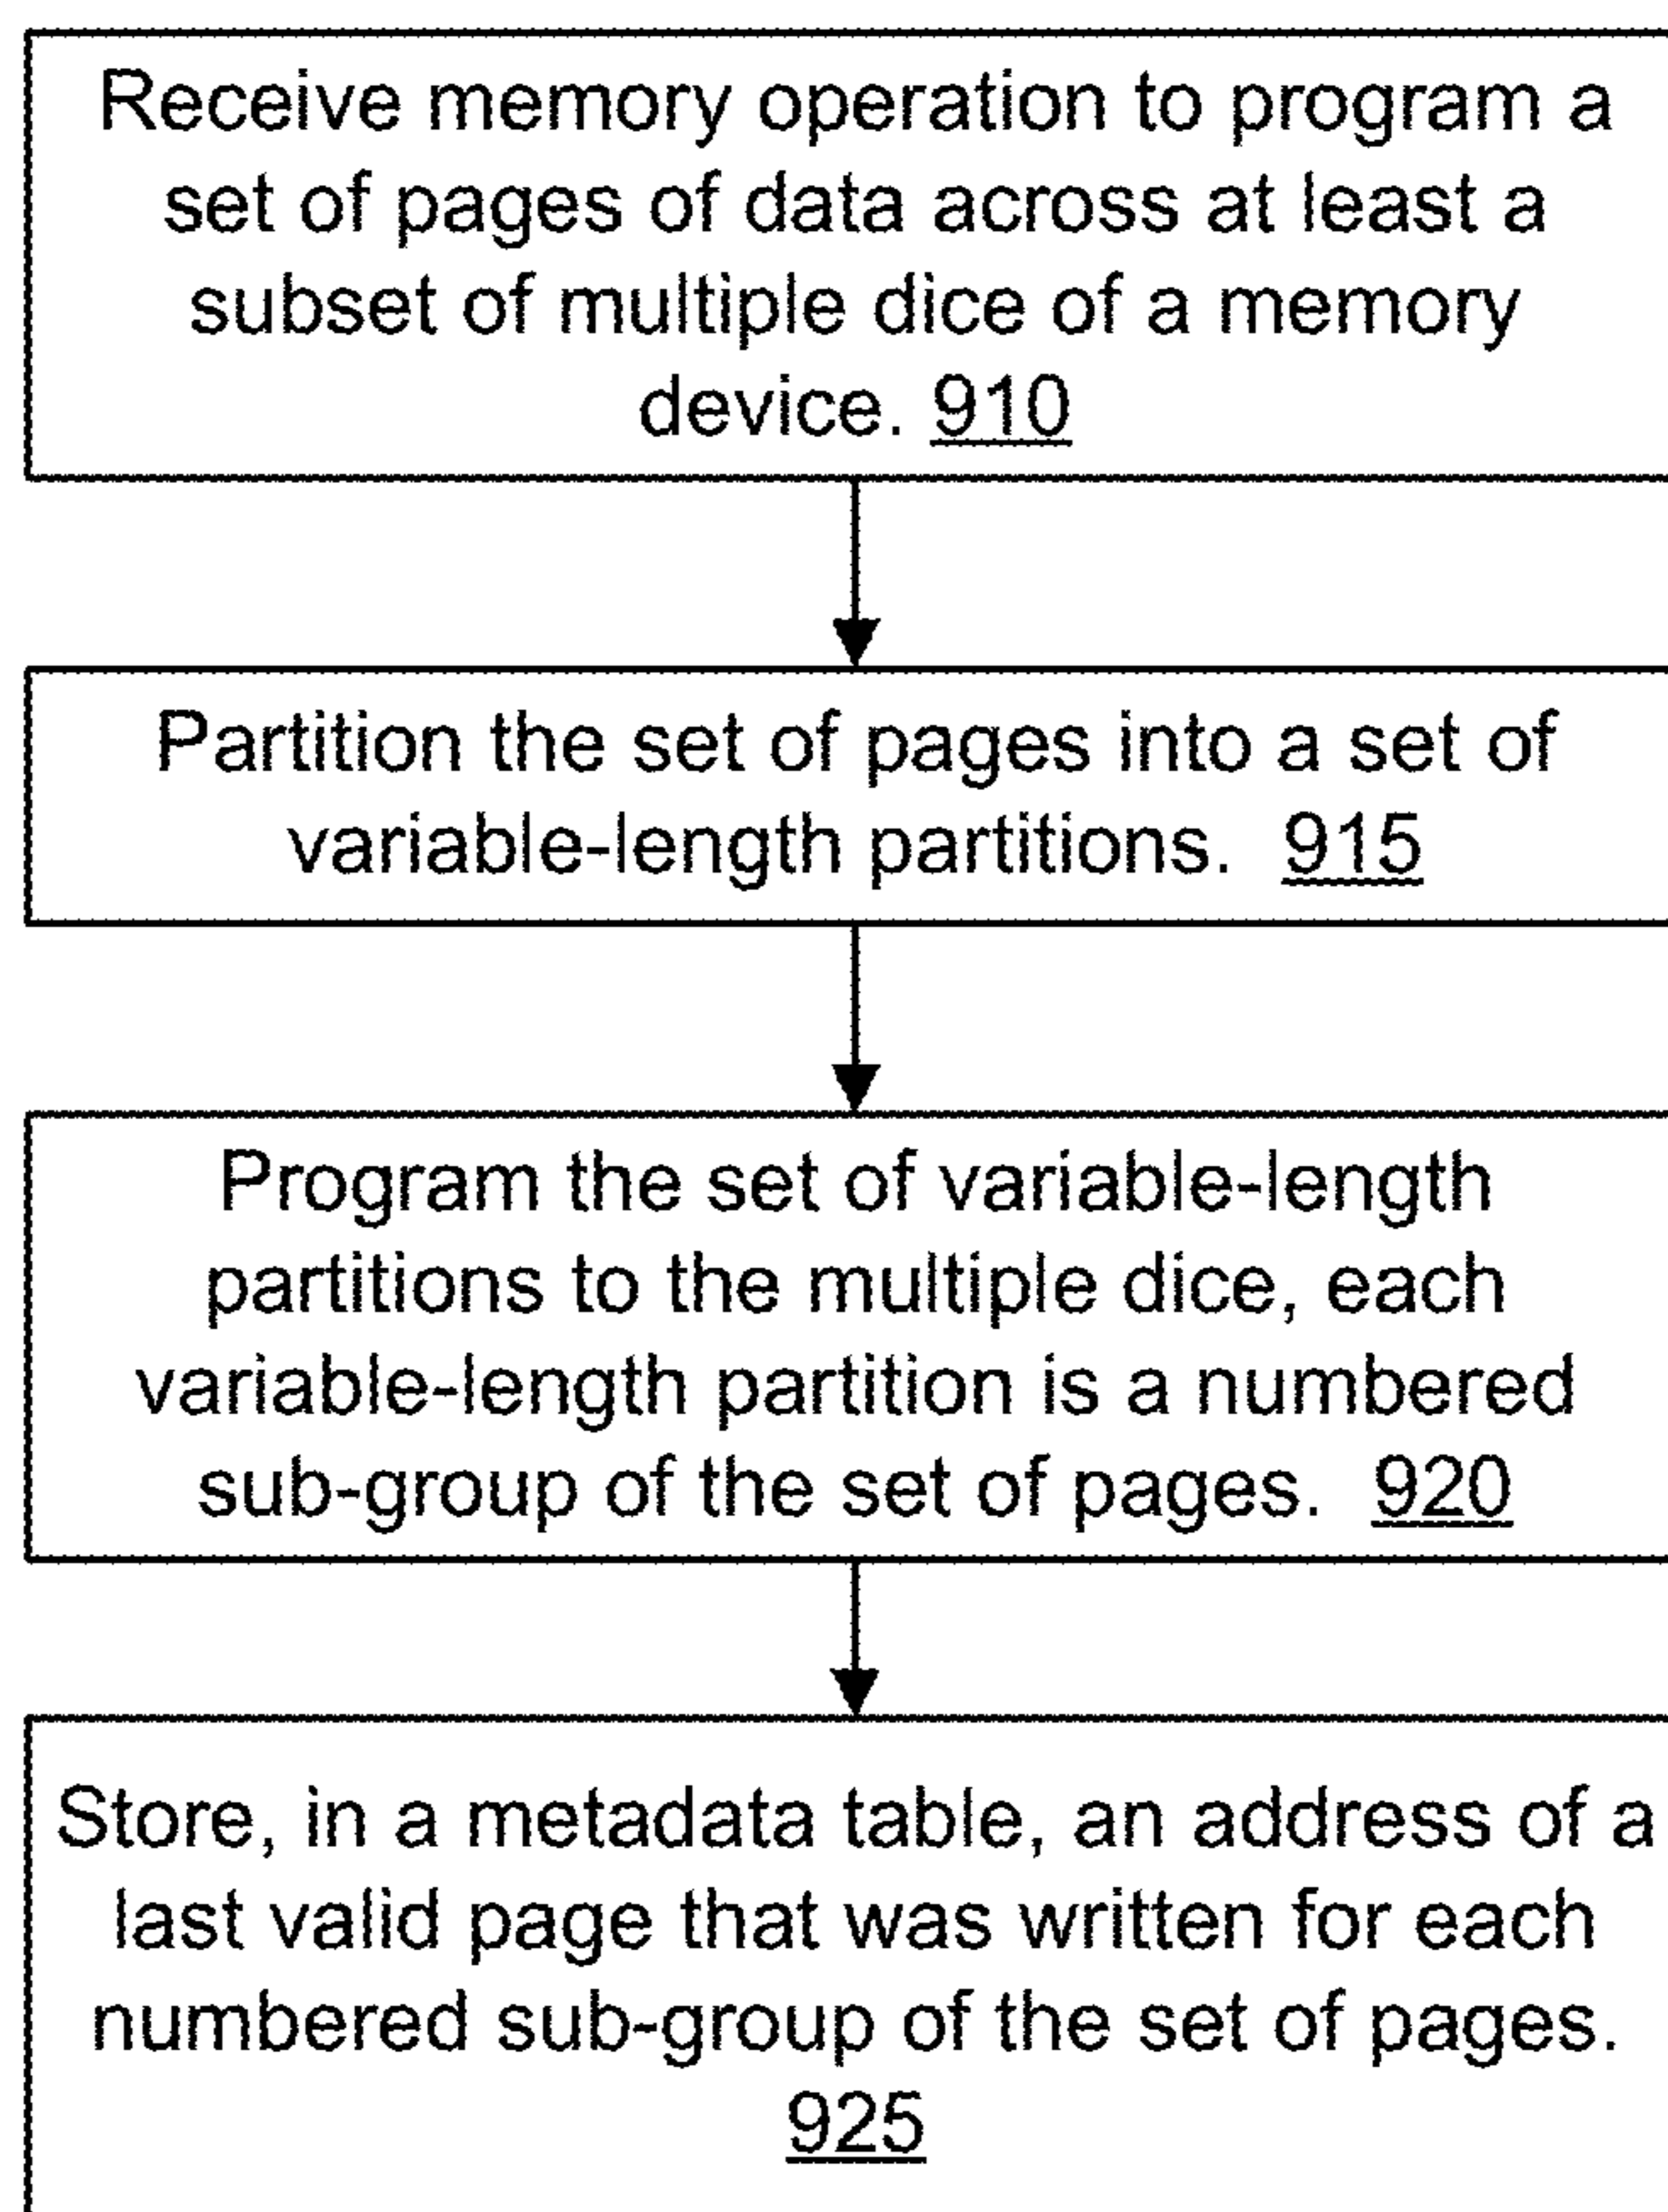 Receive memory operation to program a
set of pages of data across at least a
subset of multiple dice of a memory
device. 910
Partition the set of pages into a set of
variable-length partitions. 915
Program the set of variable-length
partitions to the multiple dice, each
variable-length partition is a numbered
sub-group of the set of pages. 920
Store, in a metadata table, an address of a
last valid page that was written for each
numbered sub-group of the set of pages.
925